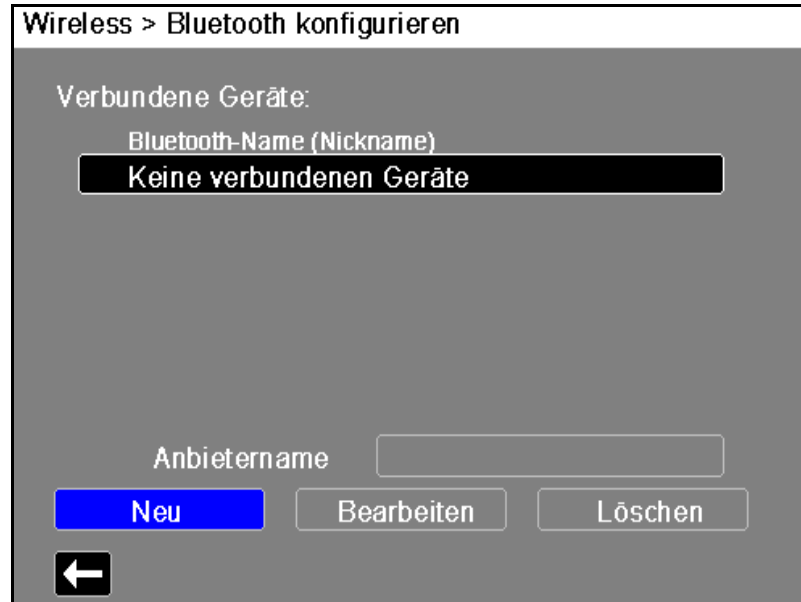 Wireless > Bluetooth konfigurieren
Verbundene Geräte:
Bluetooth-Name (Nickname)
Keine verbundenen Geräte
Anbietername
Neu Bearbeiten Löschen